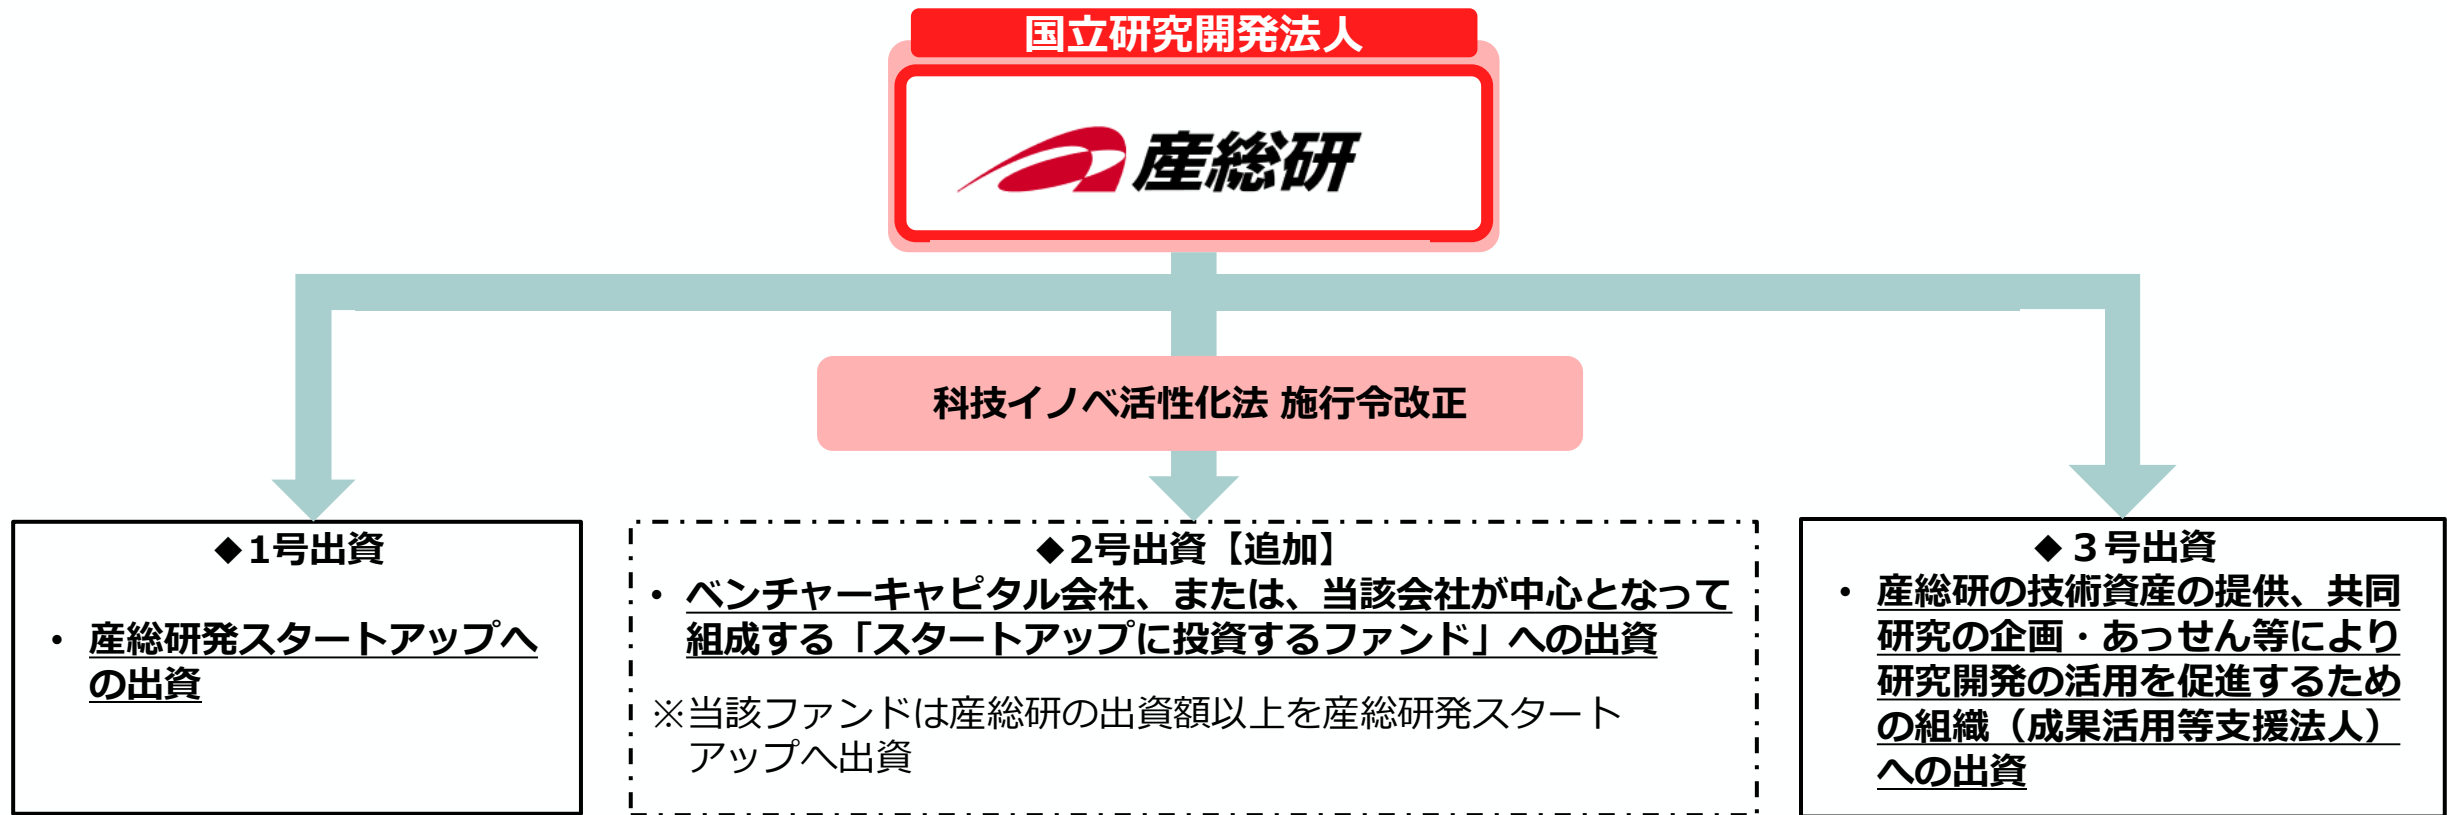 国立研究開発法人
産総研
科技イノベ活性化法 施行令改正
◆1号出資
• 産総研発スタートアップへ
の出資
◆2号出資【追加】
• ベンチャーキャピタル会社、または、当該会社が中心となって
組成する「スタートアップに投資するファンド」への出資
※当該ファンドは産総研の出資額以上を産総研発スタート
アップへ出資
◆３号出資
• 産総研の技術資産の提供、共同
研究の企画・あっせん等により
研究開発の活用を促進するため
の組織（成果活用等支援法人）
への出資